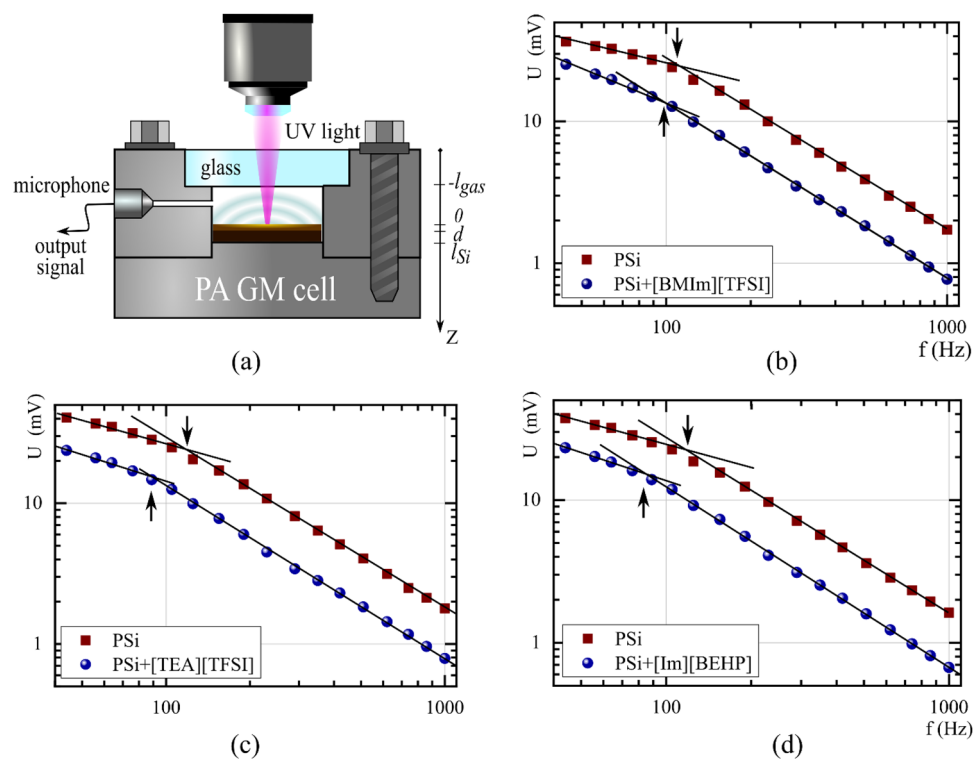 UV light
glass
microphone
output
signal
-l_gas
0
d
l_Si
PA GM cell
Z
(a)
U (mV)
10
1
PSi
PSi+[BMIm][TFSI]
100
1000
f (Hz)
(b)
U (mV)
10
1
PSi
PSi+[TEA][TFSI]
100
1000
(c)
U (mV)
10
1
PSi
PSi+[Im][BEHP]
100
1000
f (Hz)
(d)